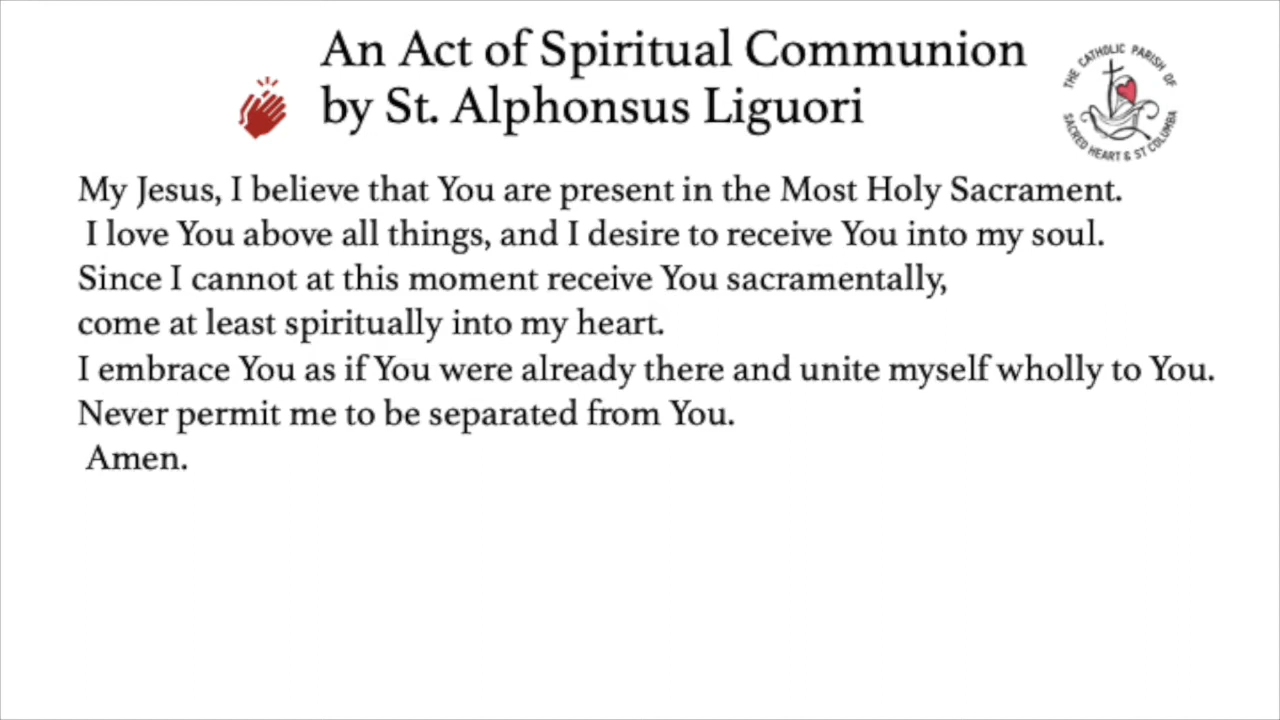 An Act of Spiritual Communion
by St. Alphonsus Liguori
THE CATHOLIC PARISH OF
SACRED HEART & ST COLUMBA
My Jesus, I believe that You are present in the Most Holy Sacrament.
I love You above all things, and I desire to receive You into my soul.
Since I cannot at this moment receive You sacramentally,
come at least spiritually into my heart.
I embrace You as if You were already there and unite myself wholly to You.
Never permit me to be separated from You.
Amen.